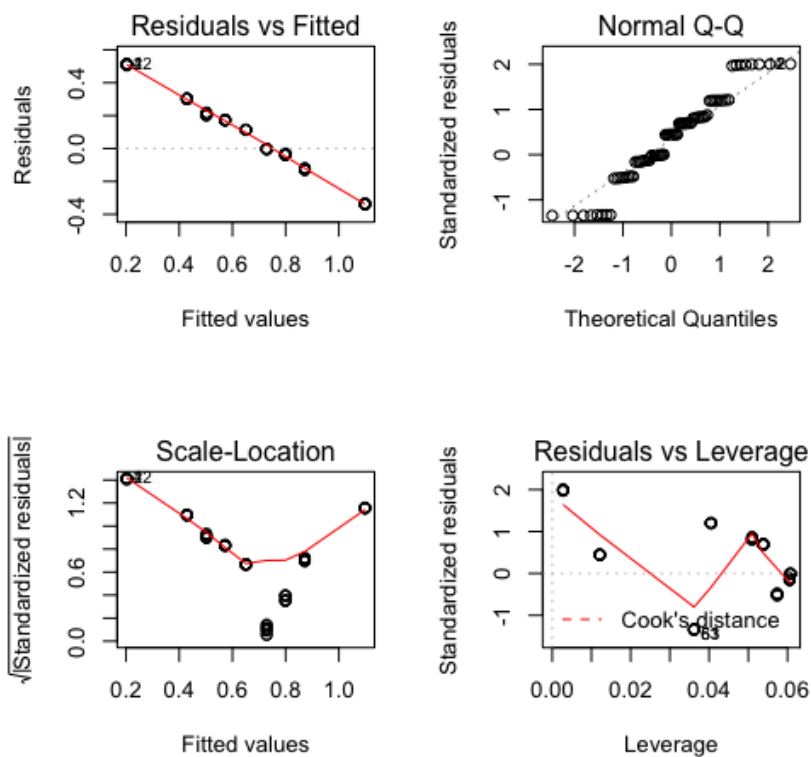 Residuals vs Fitted
Residuals
0.4
0.0
-0.4
0.2 0.4 0.6 0.8 1.0
Fitted values
Normal Q-Q
Standardized residuals
2
1
0
-1
-2 -1 0 1 2
Theoretical Quantiles
Scale-Location
√|Standardized residuals|
1.2
0.6
0.0
0.2 0.4 0.6 0.8 1.0
Fitted values
Residuals vs Leverage
Standardized residuals
2
1
0
-1
Cook's distance
0.00 0.02 0.04 0.06
Leverage